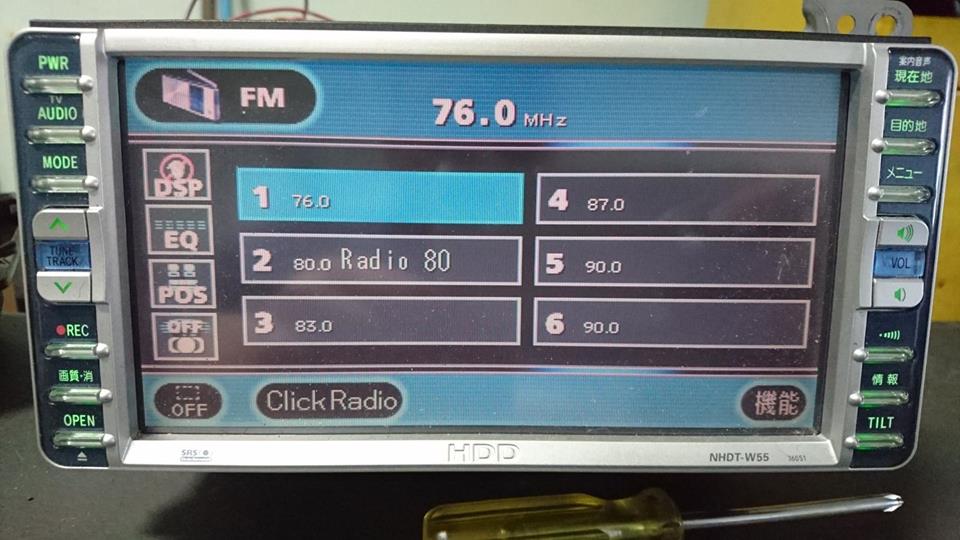 PWR
TV
AUDIO
MODE
TUNE
TRACK
REC
画質・消
OPEN
FM
76.0 MHz
DSP
EQ
POS
OFF
1 76.0
2 80.0 Radio 80
3 83.0
4 87.0
5 90.0
6 90.0
OFF
Click Radio
機能
案内音声
現在地
目的地
メニュー
VOL
情報
TILT
SRS
HDD
NHDT-W55